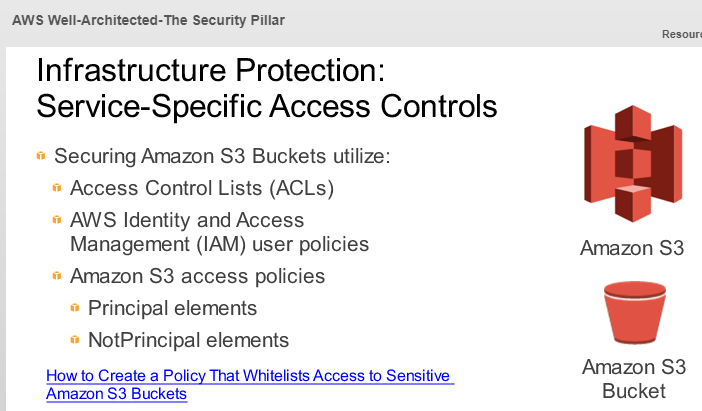 AWS Well-Architected-The Security Pillar
Infrastructure Protection:
Service-Specific Access Controls
Securing Amazon S3 Buckets utilize:
Access Control Lists (ACLs)
AWS Identity and Access
Management (IAM) user policies
Amazon S3 access policies
Principal elements
NotPrincipal elements
How to Create a Policy That Whitelists Access to Sensitive
Amazon S3 Buckets
Amazon S3
Amazon S3
Bucket